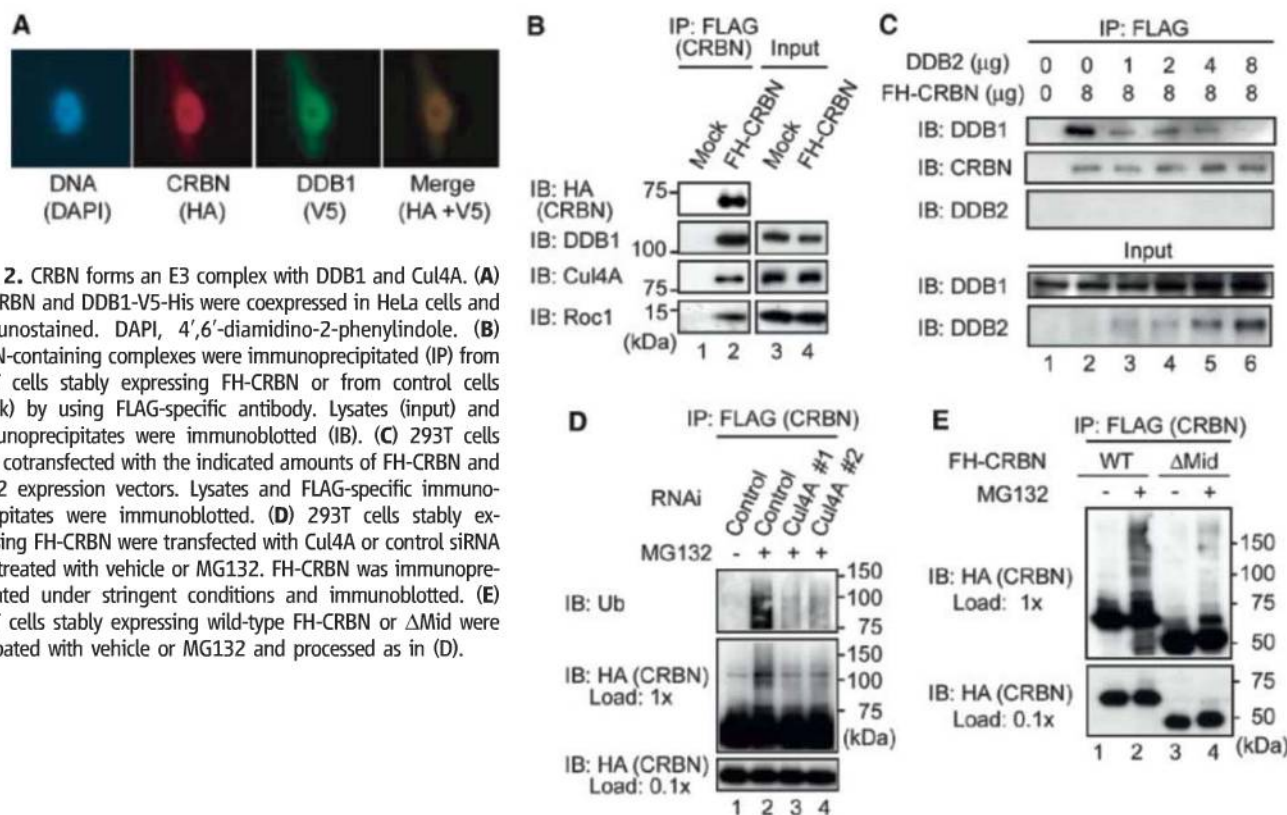 A
DNA (DAPI)
CRBN (HA)
DDB1 (V5)
Merge (HA +V5)
2. CRBN forms an E3 complex with DDB1 and Cul4A. (A)
RBN and DDB1-V5-His were coexpressed in HeLa cells and
unostained. DAPI, 4′,6′-diamidino-2-phenylindole. (B)
N-containing complexes were immunoprecipitated (IP) from
cells stably expressing FH-CRBN or from control cells
k) by using FLAG-specific antibody. Lysates (input) and
unoprecipitates were immunoblotted (IB). (C) 293T cells
cotransfected with the indicated amounts of FH-CRBN and
2 expression vectors. Lysates and FLAG-specific immuno-
ipitates were immunoblotted. (D) 293T cells stably ex-
sing FH-CRBN were transfected with Cul4A or control siRNA
treated with vehicle or MG132. FH-CRBN was immunopre-
ated under stringent conditions and immunoblotted. (E)
cells stably expressing wild-type FH-CRBN or ΔMid were
bated with vehicle or MG132 and processed as in (D).
B
IP: FLAG (CRBN) Input
Mock FH-CRBN Mock FH-CRBN
IB: HA (CRBN) 75
IB: DDB1 100
IB: Cul4A 75
IB: Roc1 15
(kDa) 1 2 3 4
C
IP: FLAG
DDB2 (µg) 0 0 1 2 4 8
FH-CRBN (µg) 0 8 8 8 8 8
IB: DDB1
IB: CRBN
IB: DDB2
Input
IB: DDB1
IB: DDB2
1 2 3 4 5 6
D
IP: FLAG (CRBN)
RNAi Control Control Cul4A #1 Cul4A #2
MG132 - + + +
IB: Ub 150 100 75
IB: HA (CRBN) Load: 1x 150 100 75 (kDa)
IB: HA (CRBN) Load: 0.1x
1 2 3 4
E
IP: FLAG (CRBN)
FH-CRBN WT ΔMid
MG132 - + - +
IB: HA (CRBN) Load: 1x 150 100 75 50
IB: HA (CRBN) Load: 0.1x 75 50
1 2 3 4 (kDa)